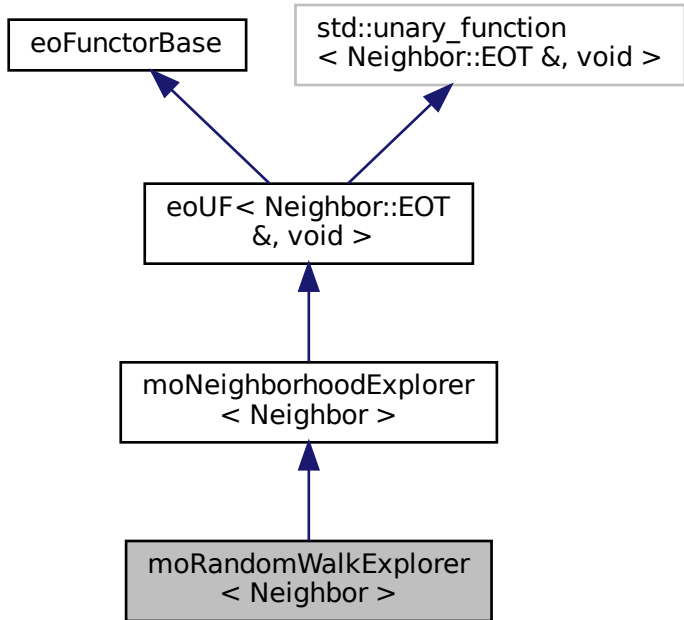 eoFunctorBase
std::unary_function
< Neighbor::EOT &, void >
eoUF< Neighbor::EOT
&, void >
moNeighborhoodExplorer
< Neighbor >
moRandomWalkExplorer
< Neighbor >